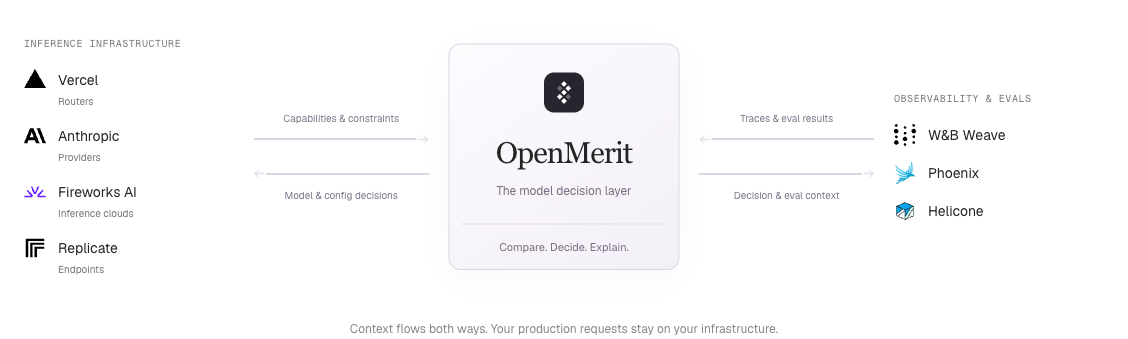 INFERENCE INFRASTRUCTURE
Vercel
Routers
Anthropic
Providers
Fireworks AI
Inference clouds
Replicate
Endpoints
Capabilities & constraints
Model & config decisions
OpenMerit
The model decision layer
Compare. Decide. Explain.
Traces & eval results
Decision & eval context
OBSERVABILITY & EVALS
W&B Weave
Phoenix
Helicone
Context flows both ways. Your production requests stay on your infrastructure.